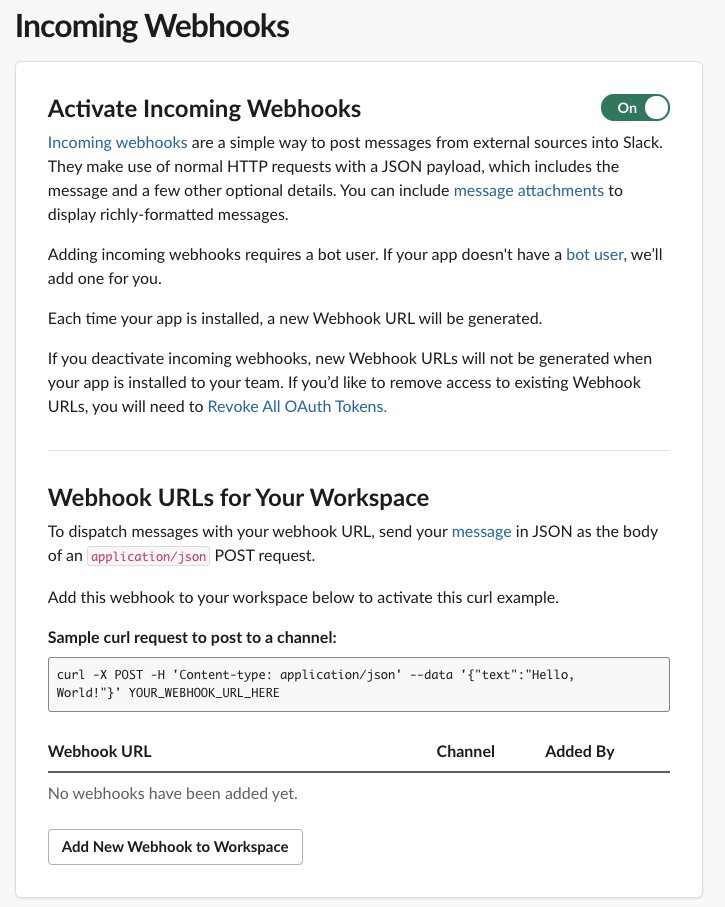 Incoming Webhooks
Activate Incoming Webhooks
On
Incoming webhooks are a simple way to post messages from external sources into Slack.
They make use of normal HTTP requests with a JSON payload, which includes the
message and a few other optional details. You can include message attachments to
display richly-formatted messages.
Adding incoming webhooks requires a bot user. If your app doesn't have a bot user, we’ll
add one for you.
Each time your app is installed, a new Webhook URL will be generated.
If you deactivate incoming webhooks, new Webhook URLs will not be generated when
your app is installed to your team. If you’d like to remove access to existing Webhook
URLs, you will need to Revoke All OAuth Tokens.
Webhook URLs for Your Workspace
To dispatch messages with your webhook URL, send your message in JSON as the body
of an application/json POST request.
Add this webhook to your workspace below to activate this curl example.
Sample curl request to post to a channel:
curl -X POST -H 'Content-type: application/json' --data '{"text":"Hello,
World!"}' YOUR_WEBHOOK_URL_HERE
Webhook URL Channel Added By
No webhooks have been added yet.
Add New Webhook to Workspace